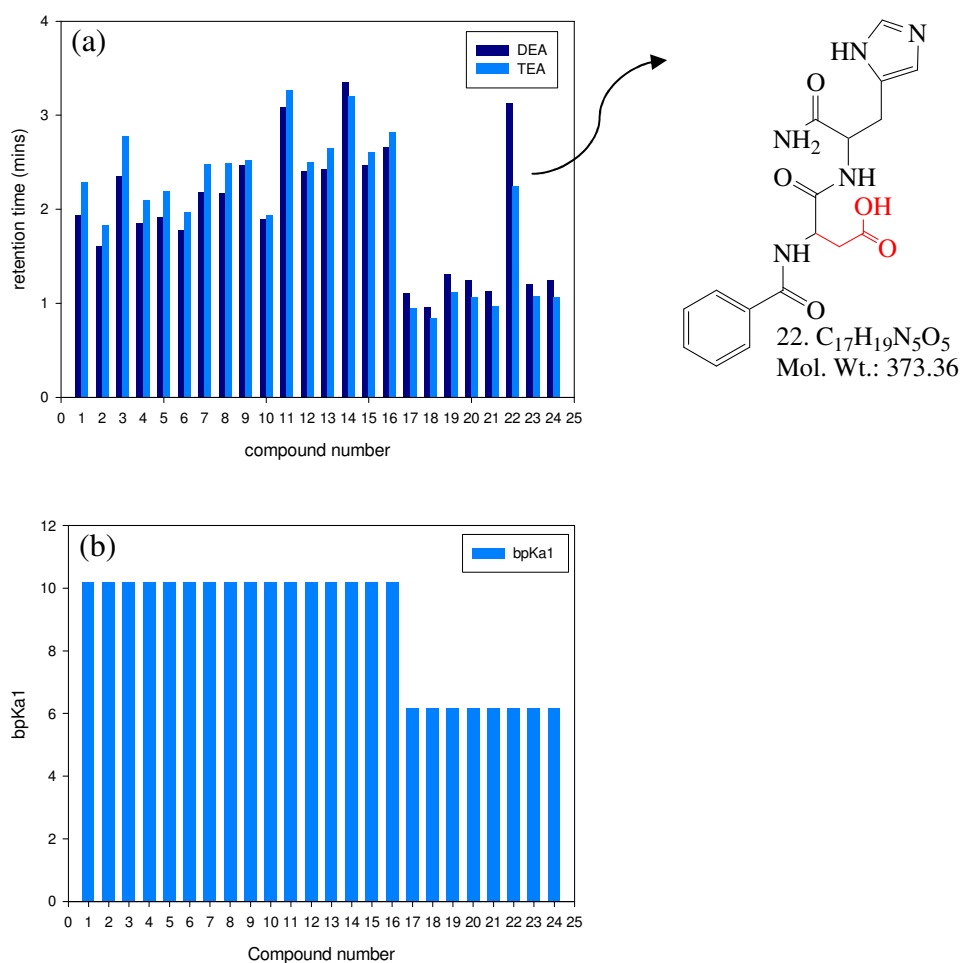 (a)
DEA
TEA
retention time (mins)
4
3
2
1
0
0 1 2 3 4 5 6 7 8 9 10 11 12 13 14 15 16 17 18 19 20 21 22 23 24 25
compound number
HN
N
O
NH2
NH
O
OH
O
NH
O
22. C17H19N5O5
Mol. Wt.: 373.36
(b)
bpKa1
bpKa1
12
10
8
6
4
2
0
0 1 2 3 4 5 6 7 8 9 10 11 12 13 14 15 16 17 18 19 20 21 22 23 24 25
Compound number